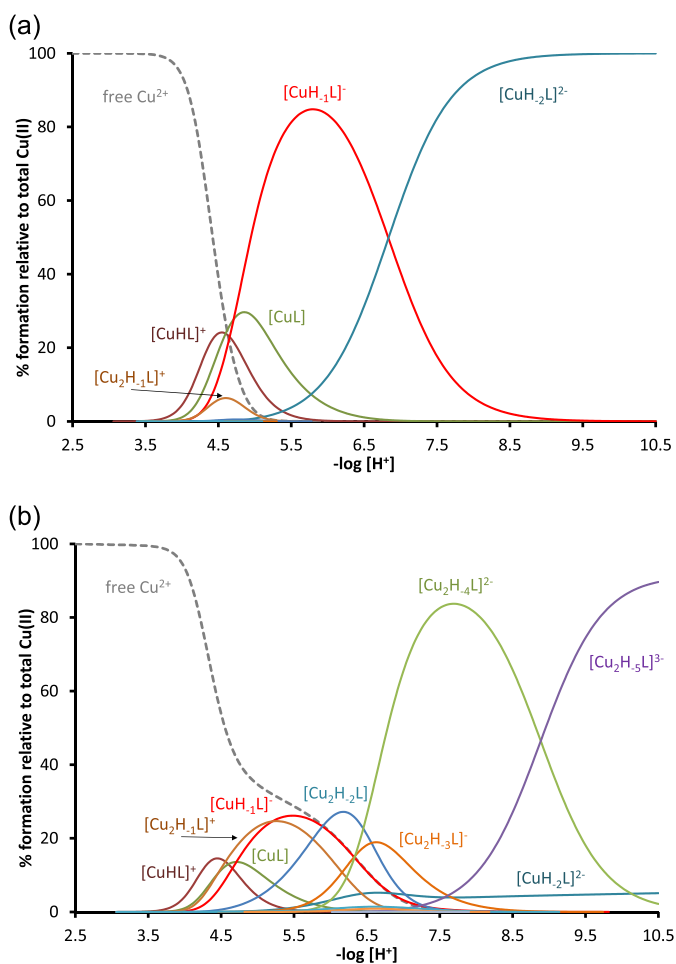 (a)
% formation relative to total Cu(II)
100
80
60
40
20
0
free Cu²⁺
[CuH₋₁L]⁻
[CuH₋₂L]²⁻
[CuHL]⁺
[CuL]
[Cu₂H₋₁L]⁺
2.5 3.5 4.5 5.5 6.5 7.5 8.5 9.5 10.5
-log [H⁺]
(b)
% formation relative to total Cu(II)
100
80
60
40
20
0
free Cu²⁺
[Cu₂H₋₄L]²⁻
[Cu₂H₋₅L]³⁻
[CuH₋₁L]⁻
[Cu₂H₋₂L]
[Cu₂H₋₁L]⁺
[Cu₂H₋₃L]⁻
[CuHL]⁺
[CuL]
[CuH₋₂L]²⁻
2.5 3.5 4.5 5.5 6.5 7.5 8.5 9.5 10.5
-log [H⁺]